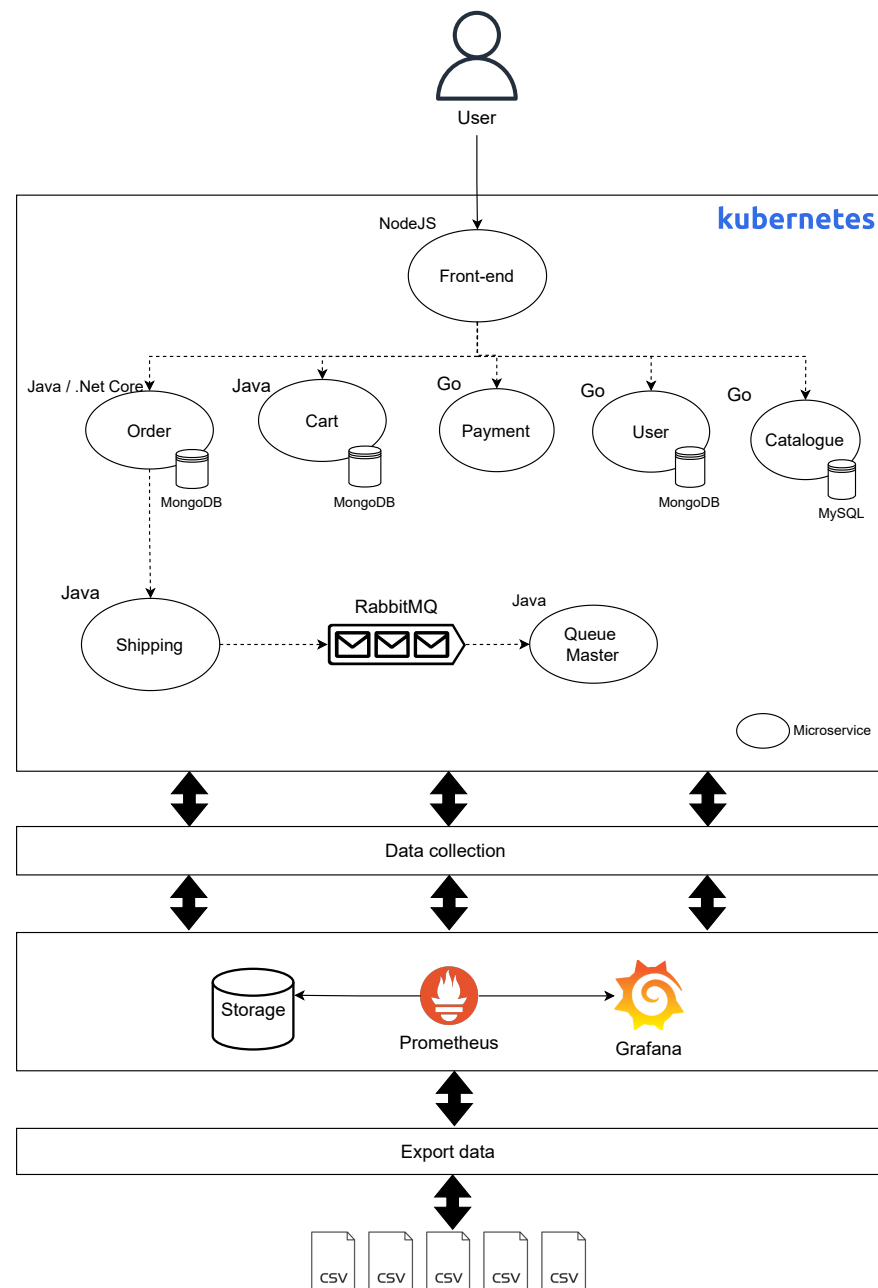 User
kubernetes
NodeJS
Front-end
Java / .Net Core
Java
Go
Go
Go
Order
Cart
Payment
User
Catalogue
MongoDB
MongoDB
MongoDB
MySQL
Java
RabbitMQ
Java
Shipping
Queue
Master
Microservice
Data collection
Storage
Prometheus
Grafana
Export data
CSV
CSV
CSV
CSV
CSV